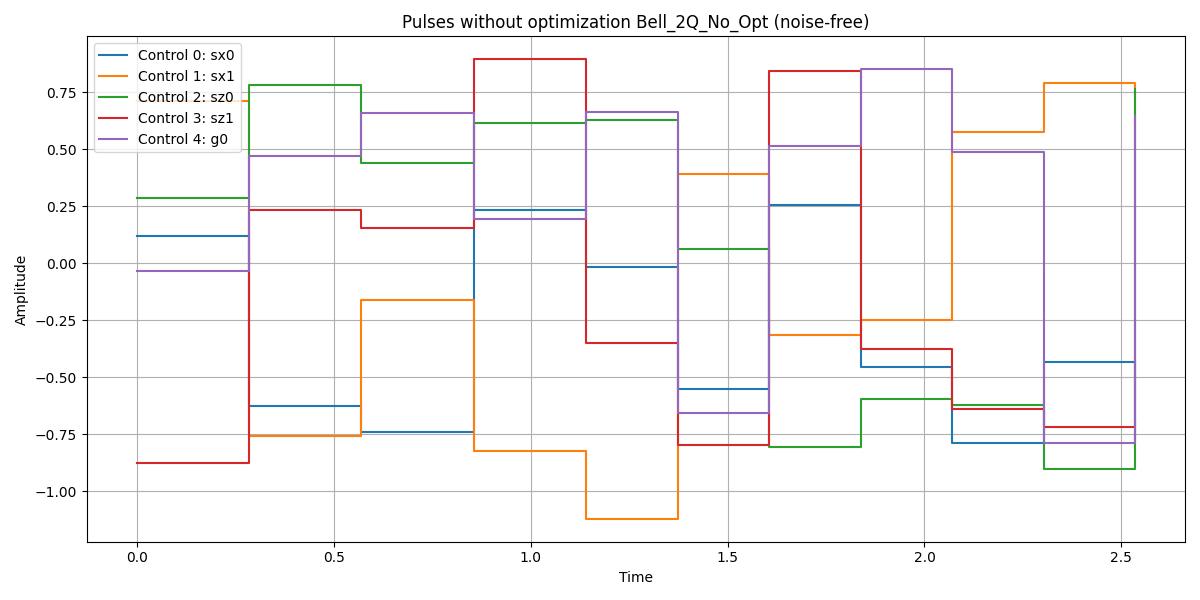 Pulses without optimization Bell_2Q_No_Opt (noise-free)
Control 0: sx0
Control 1: sx1
Control 2: sz0
Control 3: sz1
Control 4: g0
Amplitude
0.75
0.50
0.25
0.00
−0.25
−0.50
−0.75
−1.00
0.0
0.5
1.0
1.5
2.0
2.5
Time